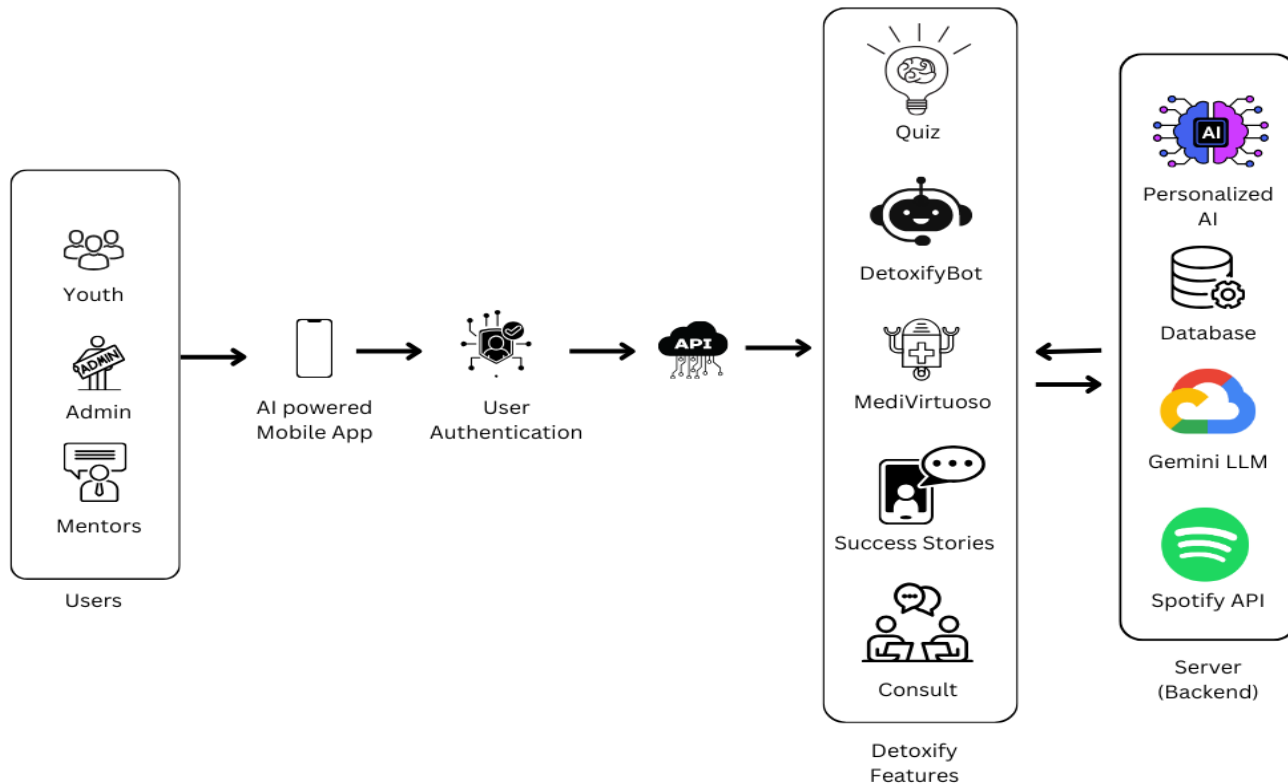 Youth
ADMIN
Admin
Mentors
Users
AI powered
Mobile App
User
Authentication
API
Quiz
DetoxifyBot
MediVirtuoso
Success Stories
Consult
Detoxify
Features
AI
Personalized
AI
Database
Gemini LLM
Spotify API
Server
(Backend)